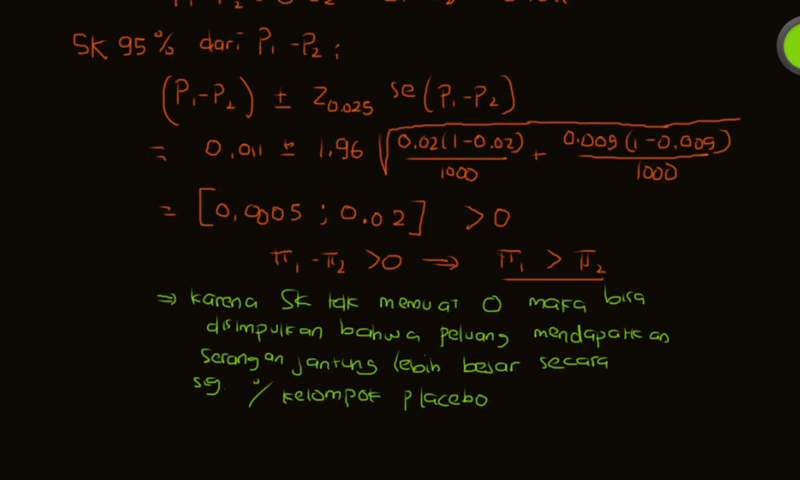 SK 95% dari P₁-P₂ :
(P₁-P₂) ± Z₀.₀₂₅ se(P₁-P₂)
= 0.011 ± 1.96 √(0.02(1-0.02)/1000 + 0.009(1-0.009)/1000)
= [0.0005 ; 0.02] >0
π₁-π₂ >0 → π₁ > π₂
⇒ karena SK tdk memuat 0 maka bisa
disimpulkan bahwa peluang mendapatkan
serangan jantung lebih besar secara
sig. u/ kelompok placebo